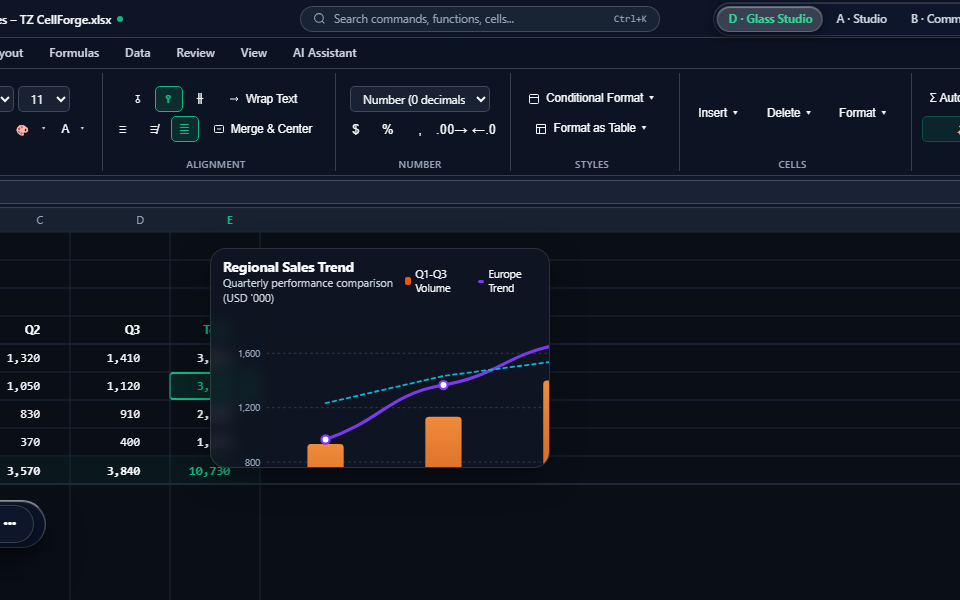 es – TZ CellForge.xlsx
Search commands, functions, cells...
Ctrl+K
D · Glass Studio
A · Studio
B · Comm
yout
Formulas
Data
Review
View
AI Assistant
11
Wrap Text
Number (0 decimals
Conditional Format
Insert
Delete
Format
Σ Auto
A
Merge & Center
$ % , .00→ ←.0
Format as Table
ALIGNMENT
NUMBER
STYLES
CELLS
C D E
Regional Sales Trend
Quarterly performance comparison
(USD '000)
Q1-Q3
Volume
Europe
Trend
Q2 Q3 T
1,320 1,410 3,
1,050 1,120 3,
830 910 2,
370 400 1,
3,570 3,840 10,730
1,600
1,200
800
•••